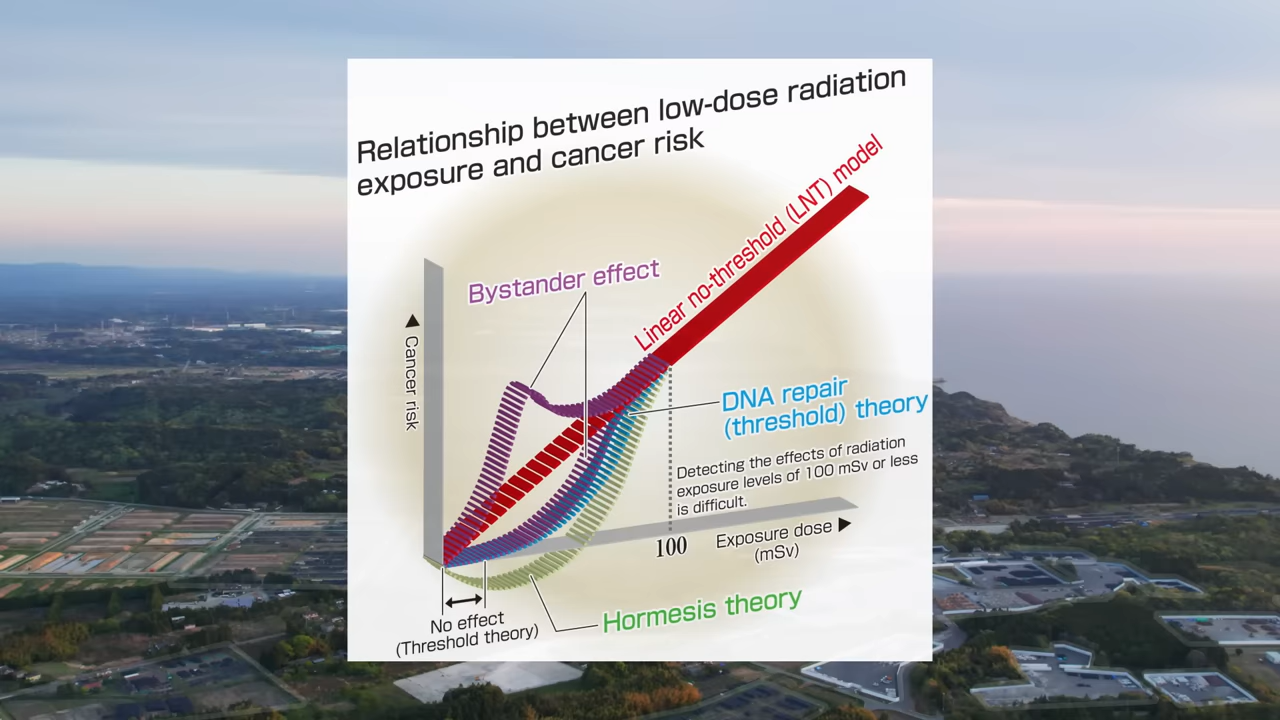 Relationship between low-dose radiation
exposure and cancer risk
Linear no-threshold (LNT) model
Bystander effect
▲ Cancer risk
DNA repair
(threshold) theory
Detecting the effects of radiation
exposure levels of 100 mSv or less
is difficult.
100
Exposure dose ▶
(mSv)
No effect
(Threshold theory)
Hormesis theory